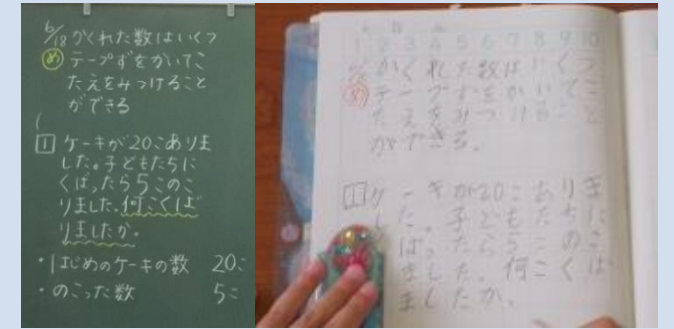 6/18 かくれた数はいくつ
め テープずをかいてこ
たえをみつけること
ができる
1 ケーキが20こありま
した。子どもたちに
くばったら5このこ
りました。何こくば
りましたか。
・はじめのケーキの数 20こ
・のこった数 5こ
1 2 3 4 5 6 7 8 9 10
かくれた数はいくつ
め テープずをかいてこ
たえをみつけること
ができる。
1 ケーキが20こありま
した。子どもたちに
ばったら5このこ
ました。何こくば
ましたか。